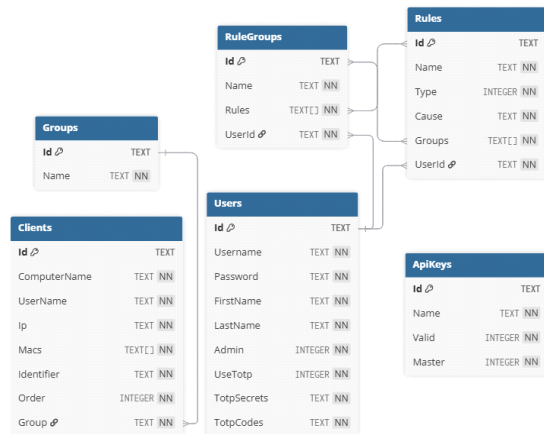 RuleGroups
Id TEXT
Name TEXT NN
Rules TEXT[] NN
UserId TEXT NN
Rules
Id TEXT
Name TEXT NN
Type INTEGER NN
Cause TEXT NN
Groups TEXT[] NN
UserId TEXT NN
Groups
Id TEXT
Name TEXT NN
Clients
Id TEXT
ComputerName TEXT NN
UserName TEXT NN
Ip TEXT NN
Macs TEXT[] NN
Identifier TEXT NN
Order INTEGER NN
Group TEXT NN
Users
Id TEXT
Username TEXT NN
Password TEXT NN
FirstName TEXT NN
LastName TEXT NN
Admin INTEGER NN
UseTotp INTEGER NN
TotpSecrets TEXT NN
TotpCodes TEXT NN
ApiKeys
Id TEXT
Name TEXT NN
Valid INTEGER NN
Master INTEGER NN